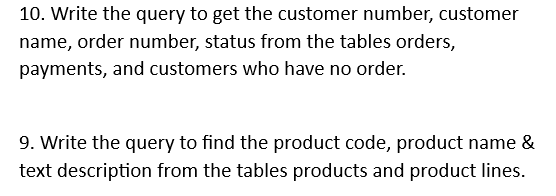 10. Write the query to get the customer number, customer
name, order number, status from the tables orders,
payments, and customers who have no order.
9. Write the query to find the product code, product name &
text description from the tables products and product lines.